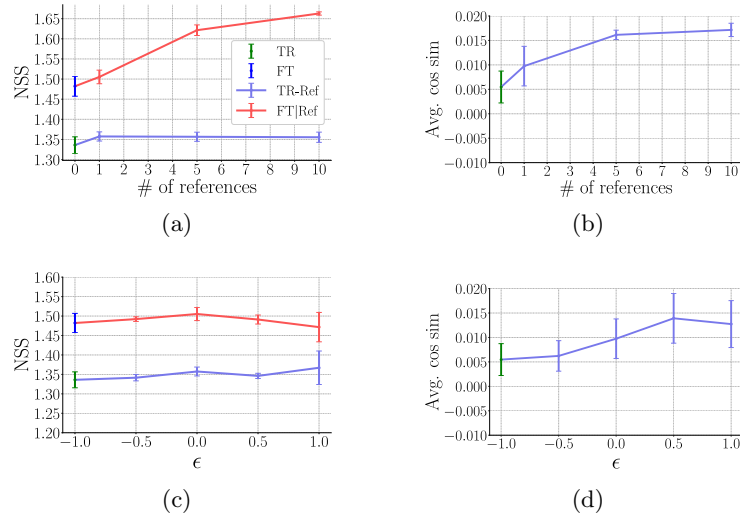 1.65
1.60
1.55
1.50
1.45
1.40
1.35
1.30
NSS
TR
FT
TR-Ref
FT|Ref
0 1 2 3 4 5 6 7 8 9 10
# of references
(a)
0.020
0.015
0.010
0.005
0.000
−0.005
−0.010
Avg. cos sim
0 1 2 3 4 5 6 7 8 9 10
# of references
(b)
1.60
1.55
1.50
1.45
1.40
1.35
1.30
1.25
1.20
NSS
−1.0 −0.5 0.0 0.5 1.0
ϵ
(c)
0.020
0.015
0.010
0.005
0.000
−0.005
−0.010
Avg. cos sim
−1.0 −0.5 0.0 0.5 1.0
ϵ
(d)